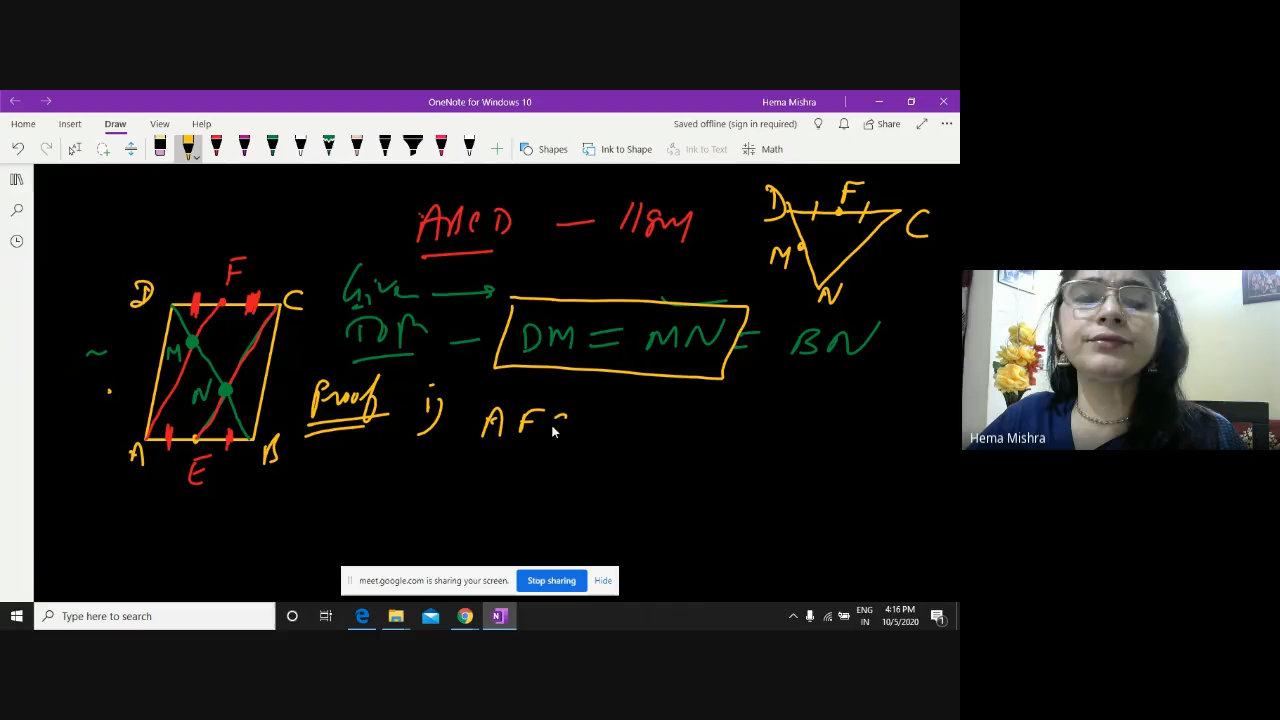 OneNote for Windows 10
Hema Mishra
Home Insert Draw View Help
Saved offline (sign in required)
Share
Shapes
Ink to Shape
Ink to Text
Math
ABCD — ||gm
D F C
M
N
D F C
Given →
TOP — DM = MN = BN
M
N
Proof i) A F =
A E B
Hema Mishra
meet.google.com is sharing your screen.
Stop sharing
Hide
Type here to search
ENG
IN
4:16 PM
10/5/2020
1